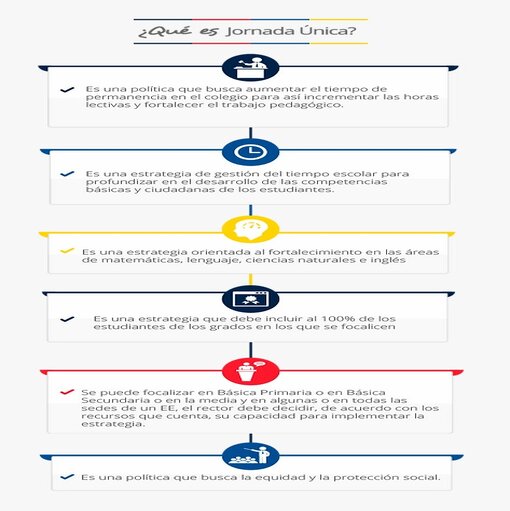 ¿Qué es Jornada Única?
Es una política que busca aumentar el tiempo de
permanencia en el colegio para así incrementar las horas
lectivas y fortalecer el trabajo pedagógico.
Es una estrategia de gestión del tiempo escolar para
profundizar en el desarrollo de las competencias
básicas y ciudadanas de los estudiantes.
Es una estrategia orientada al fortalecimiento en las áreas
de matemáticas, lenguaje, ciencias naturales e inglés
Es una estrategia que debe incluir al 100% de los
estudiantes de los grados en los que se focalicen
Se puede focalizar en Básica Primaria o en Básica
Secundaria o en la media y en algunas o en todas las
sedes de un EE, el rector debe decidir, de acuerdo con los
recursos que cuenta, su capacidad para implementar la
estrategia.
Es una política que busca la equidad y la protección social.